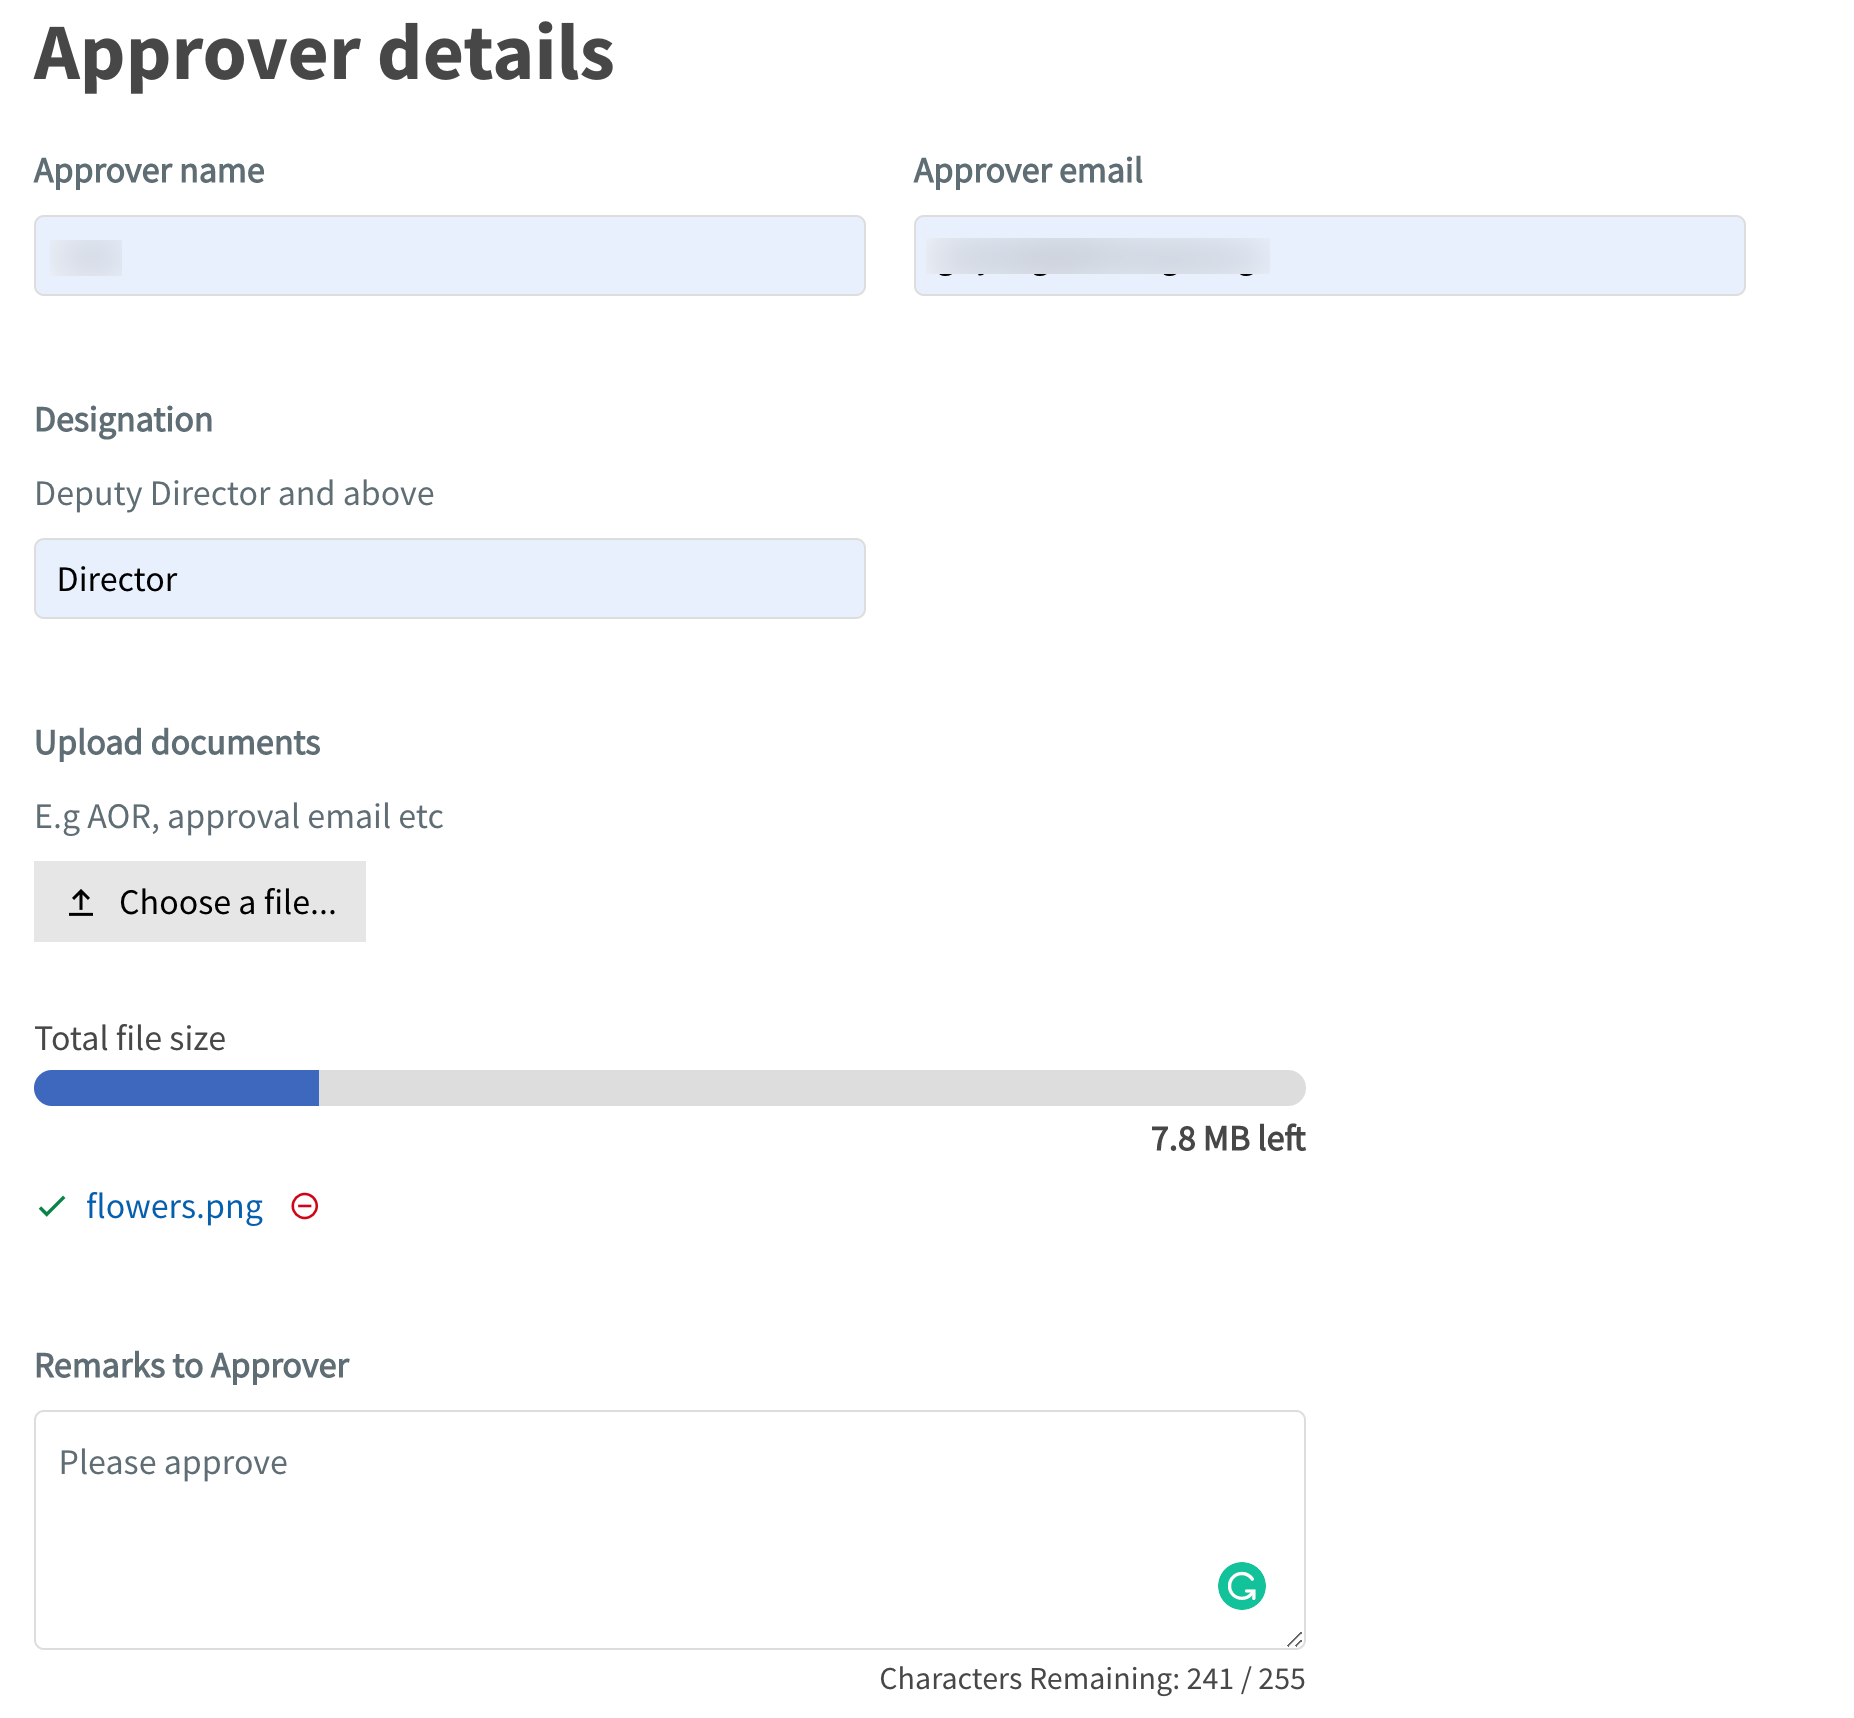 Approver details
Approver name
Approver email
Designation
Deputy Director and above
Director
Upload documents
E.g AOR, approval email etc
Choose a file...
Total file size
7.8 MB left
flowers.png
Remarks to Approver
Please approve
Characters Remaining: 241 / 255